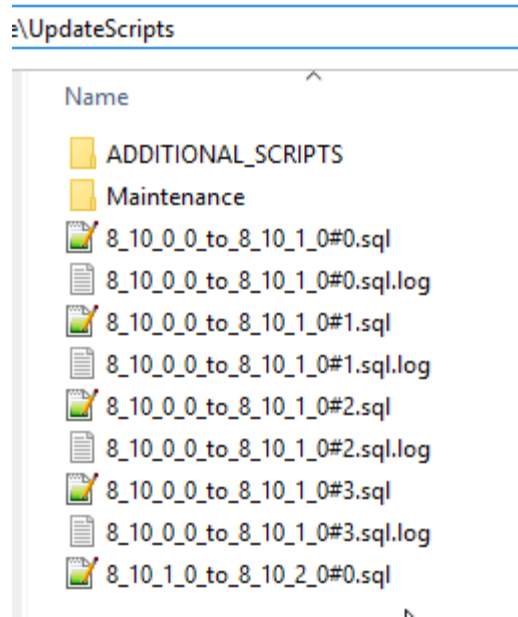 \UpdateScripts
Name
ADDITIONAL_SCRIPTS
Maintenance
8_10_0_0_to_8_10_1_0#0.sql
8_10_0_0_to_8_10_1_0#0.sql.log
8_10_0_0_to_8_10_1_0#1.sql
8_10_0_0_to_8_10_1_0#1.sql.log
8_10_0_0_to_8_10_1_0#2.sql
8_10_0_0_to_8_10_1_0#2.sql.log
8_10_0_0_to_8_10_1_0#3.sql
8_10_0_0_to_8_10_1_0#3.sql.log
8_10_1_0_to_8_10_2_0#0.sql